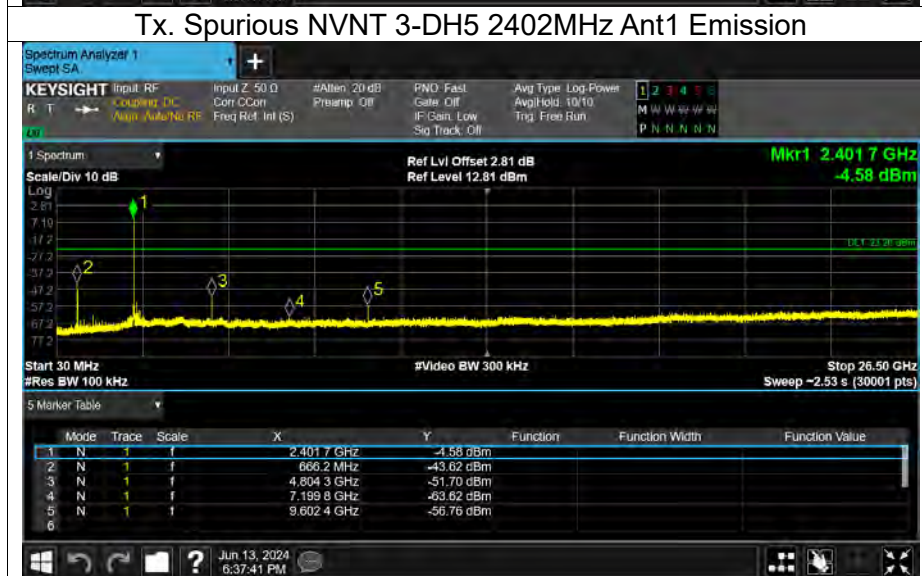 Tx. Spurious NVNT 3-DH5 2402MHz Ant1 Emission
Spectrum Analyzer 1
Swept SA
+
KEYSIGHT Input: RF Input Z: 50 Ω #Atten: 20 dB PNO: Fast Avg Type: Log-Power 1 2 3 4 5 6
R T Coupling: DC Corr CCorr Preamp: Off Gate: Off Avg|Hold: 10/10 M W W W W W
Align: Auto/No RF Freq Ref: Int (S) IF Gain: Low Trig: Free Run
Sig Track: Off P N N N N N
LXI
1 Spectrum Ref Lvl Offset 2.81 dB Mkr1 2.401 7 GHz
Scale/Div 10 dB Ref Level 12.81 dBm -4.58 dBm
Log
2.81
-7.19
-17.2
DL1 -23.20 dBm
-27.2
-37.2
-47.2
-57.2
-67.2
-77.2
1
2
3
4
5
Start 30 MHz #Video BW 300 kHz Stop 26.50 GHz
#Res BW 100 kHz Sweep ~2.53 s (30001 pts)
5 Marker Table
Mode Trace Scale X Y Function Function Width Function Value
1 N 1 f 2.401 7 GHz -4.58 dBm
2 N 1 f 666.2 MHz -43.62 dBm
3 N 1 f 4.804 3 GHz -51.70 dBm
4 N 1 f 7.199 8 GHz -63.62 dBm
5 N 1 f 9.602 4 GHz -56.76 dBm
6
? Jun 13, 2024
6:37:41 PM